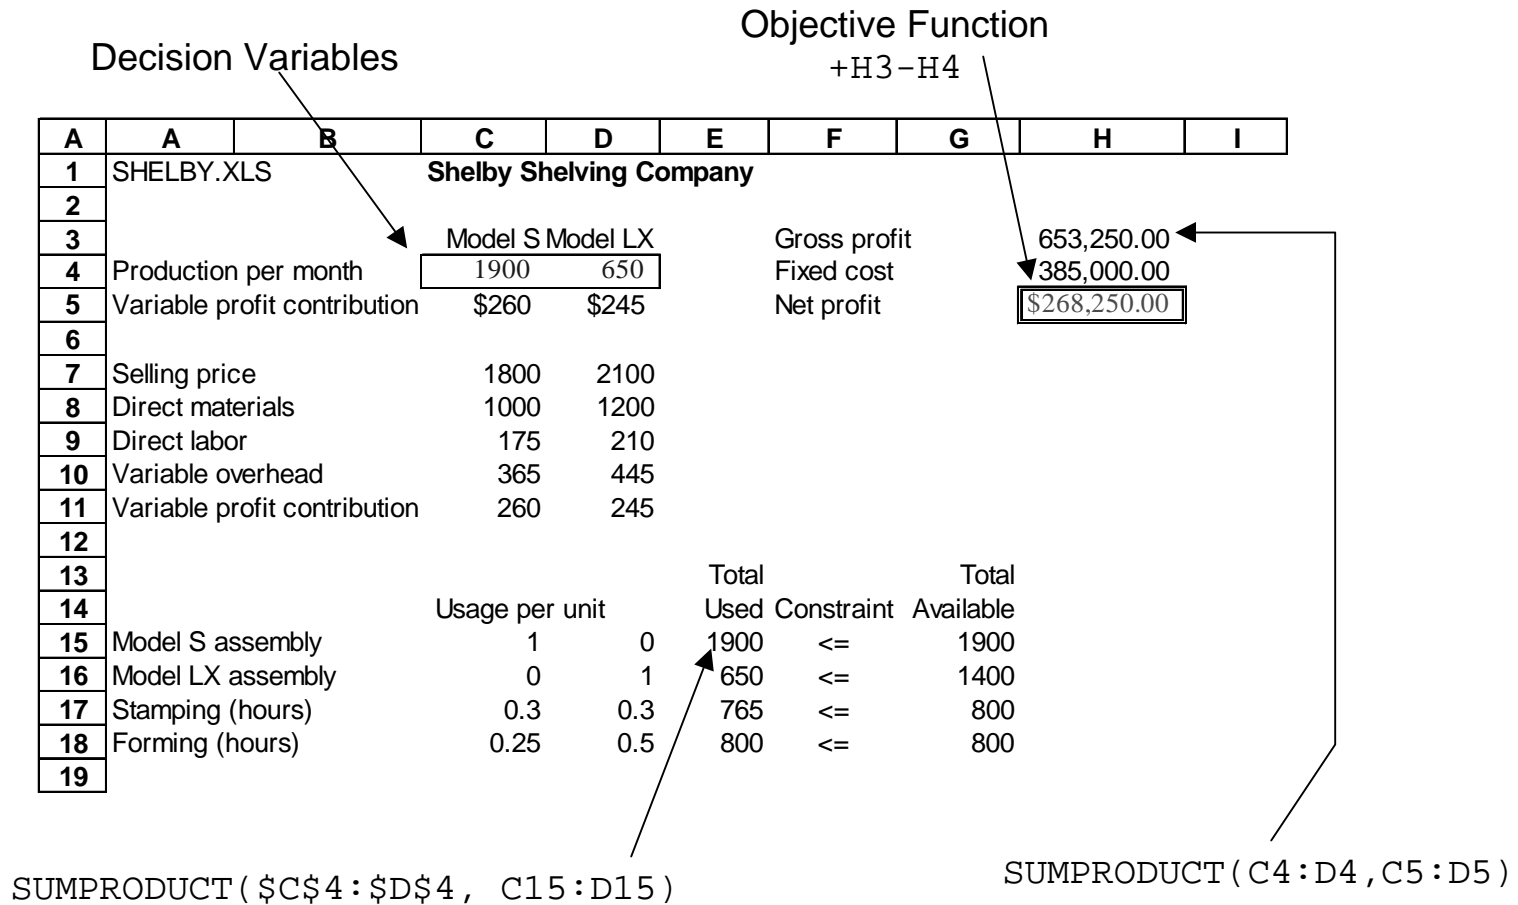 Objective Function
Decision Variables
+H3-H4
A A B C D E F G H I
1 SHELBY.XLS Shelby Shelving Company
2
3 Model S Model LX Gross profit 653,250.00
4 Production per month 1900 650 Fixed cost 385,000.00
5 Variable profit contribution $260 $245 Net profit $268,250.00
6
7 Selling price 1800 2100
8 Direct materials 1000 1200
9 Direct labor 175 210
10 Variable overhead 365 445
11 Variable profit contribution 260 245
12
13 Total Total
14 Usage per unit Used Constraint Available
15 Model S assembly 1 0 1900 <= 1900
16 Model LX assembly 0 1 650 <= 1400
17 Stamping (hours) 0.3 0.3 765 <= 800
18 Forming (hours) 0.25 0.5 800 <= 800
19
SUMPRODUCT(C4:D4,C5:D5)
SUMPRODUCT($C$4:$D$4, C15:D15)